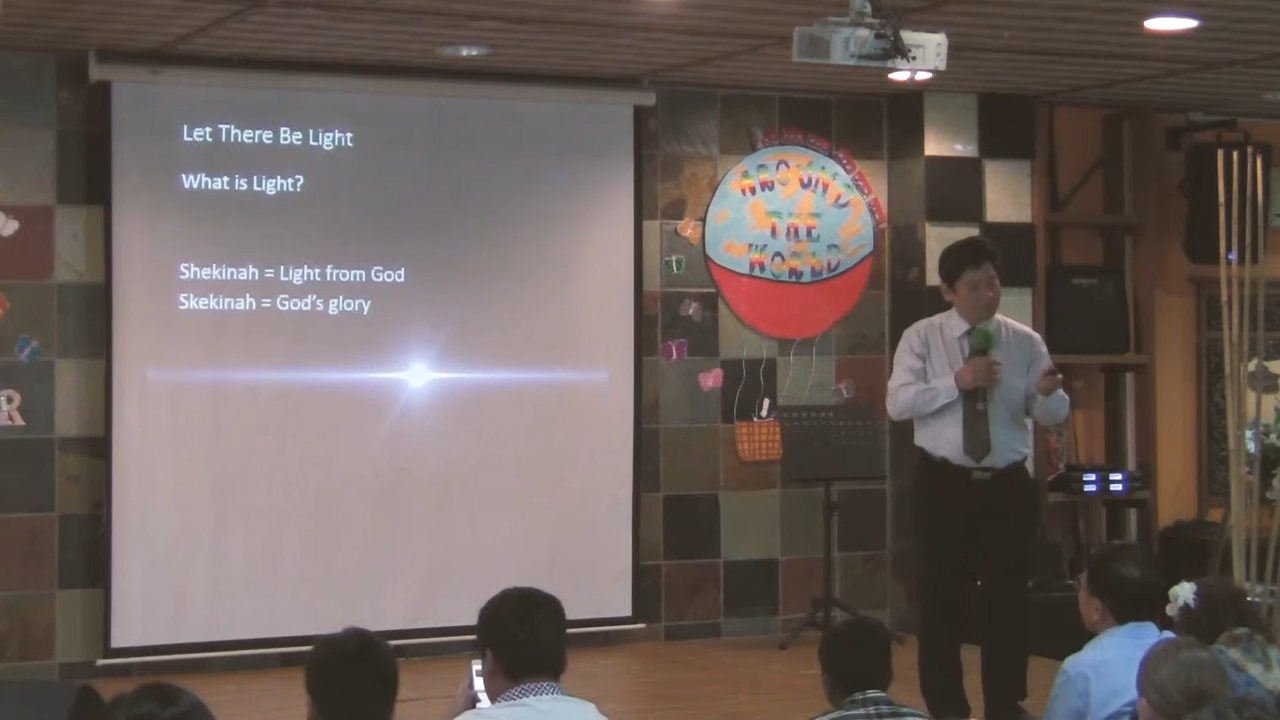 Let There Be Light
What is Light?
Shekinah = Light from God
Skekinah = God's glory
AROUND
THE
WORLD
R